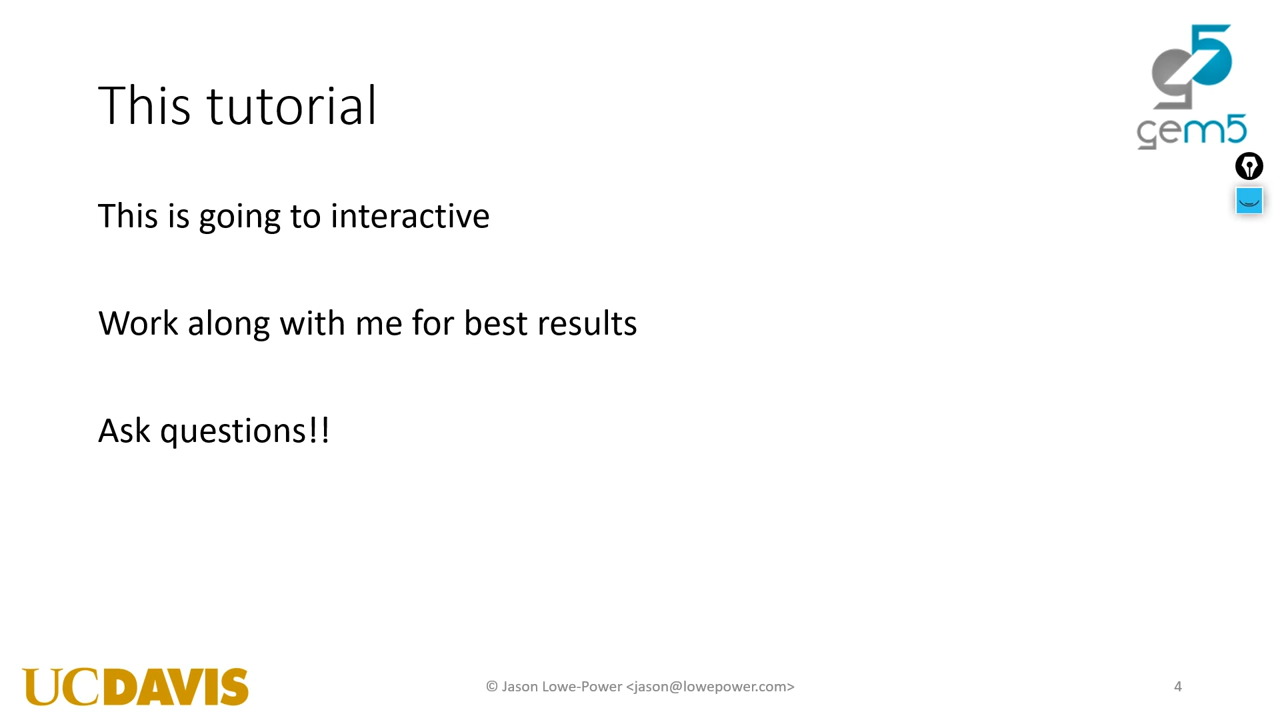 This tutorial
gem5
This is going to interactive
Work along with me for best results
Ask questions!!
UCDAVIS
© Jason Lowe-Power <jason@lowepower.com>
4